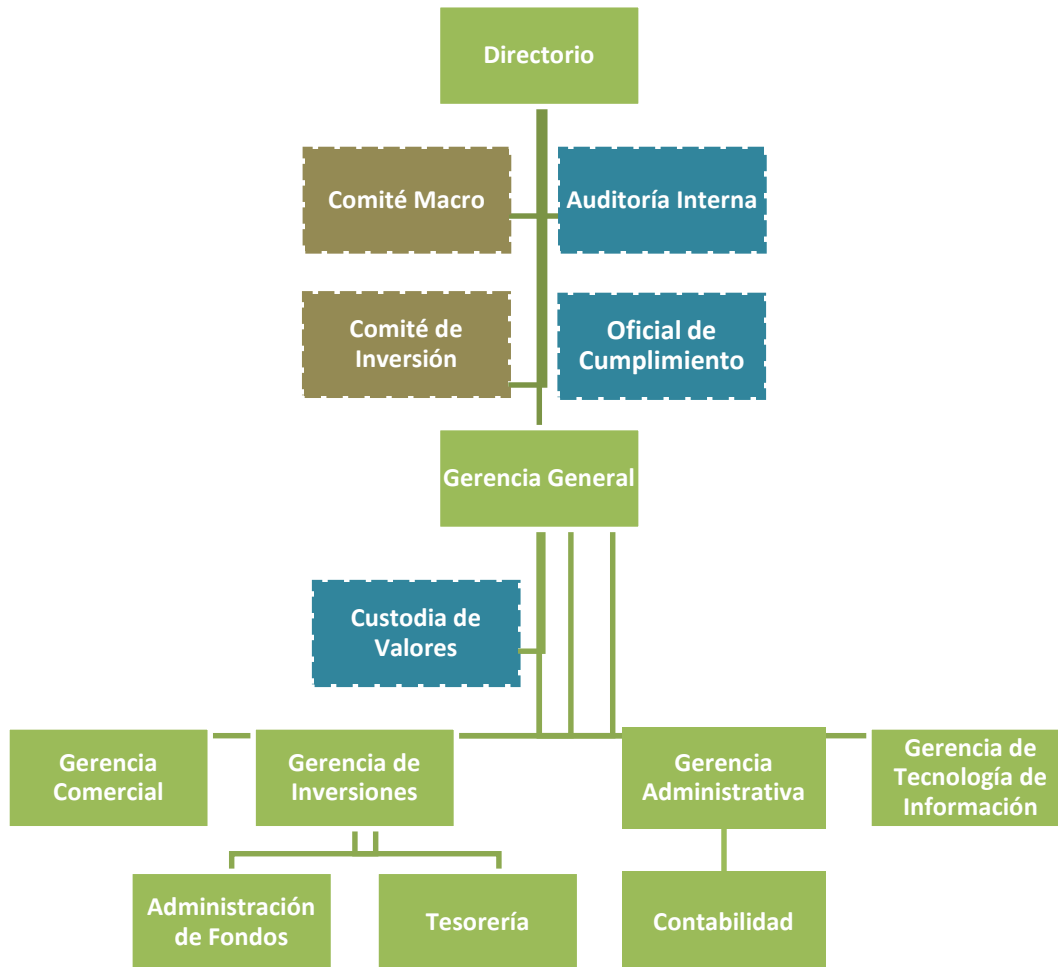 Directorio
Comité Macro
Auditoría Interna
Comité de
Inversión
Oficial de
Cumplimiento
Gerencia General
Custodia de
Valores
Gerencia
Comercial
Gerencia de
Inversiones
Gerencia
Administrativa
Gerencia de
Tecnología de
Información
Administración
de Fondos
Tesorería
Contabilidad